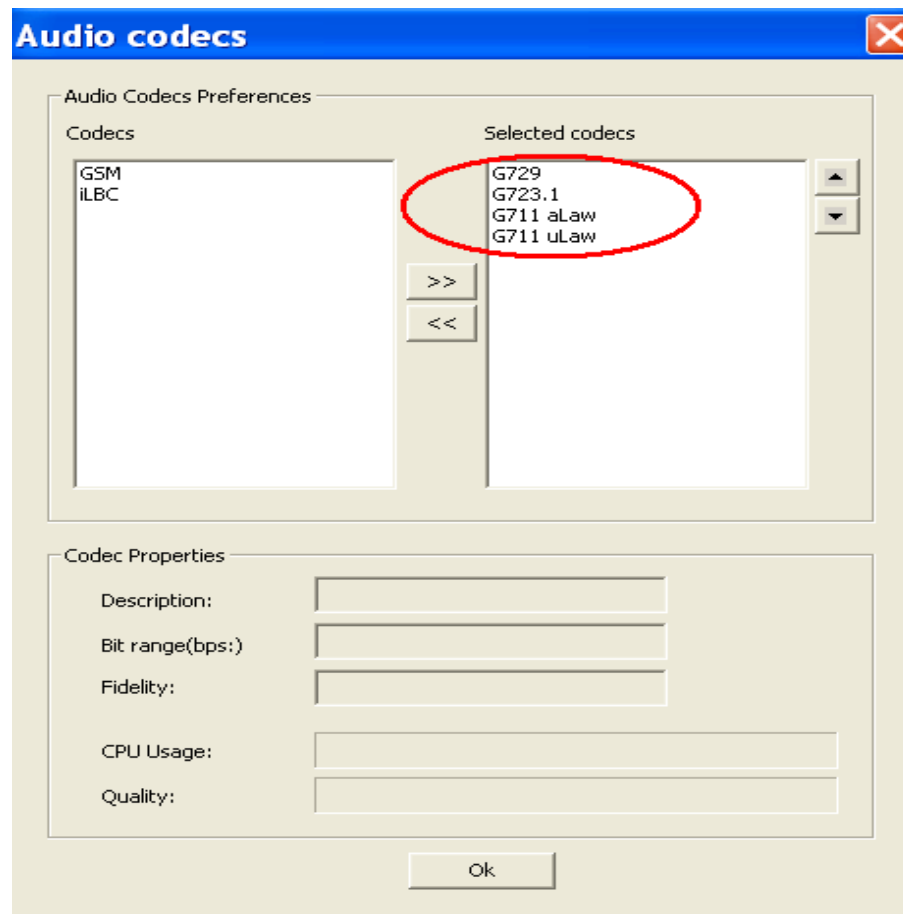 Audio codecs
Audio Codecs Preferences
Codecs
Selected codecs
GSM
iLBC
G729
G723.1
G711 aLaw
G711 uLaw
>>
<<
Codec Properties
Description:
Bit range(bps:)
Fidelity:
CPU Usage:
Quality:
Ok